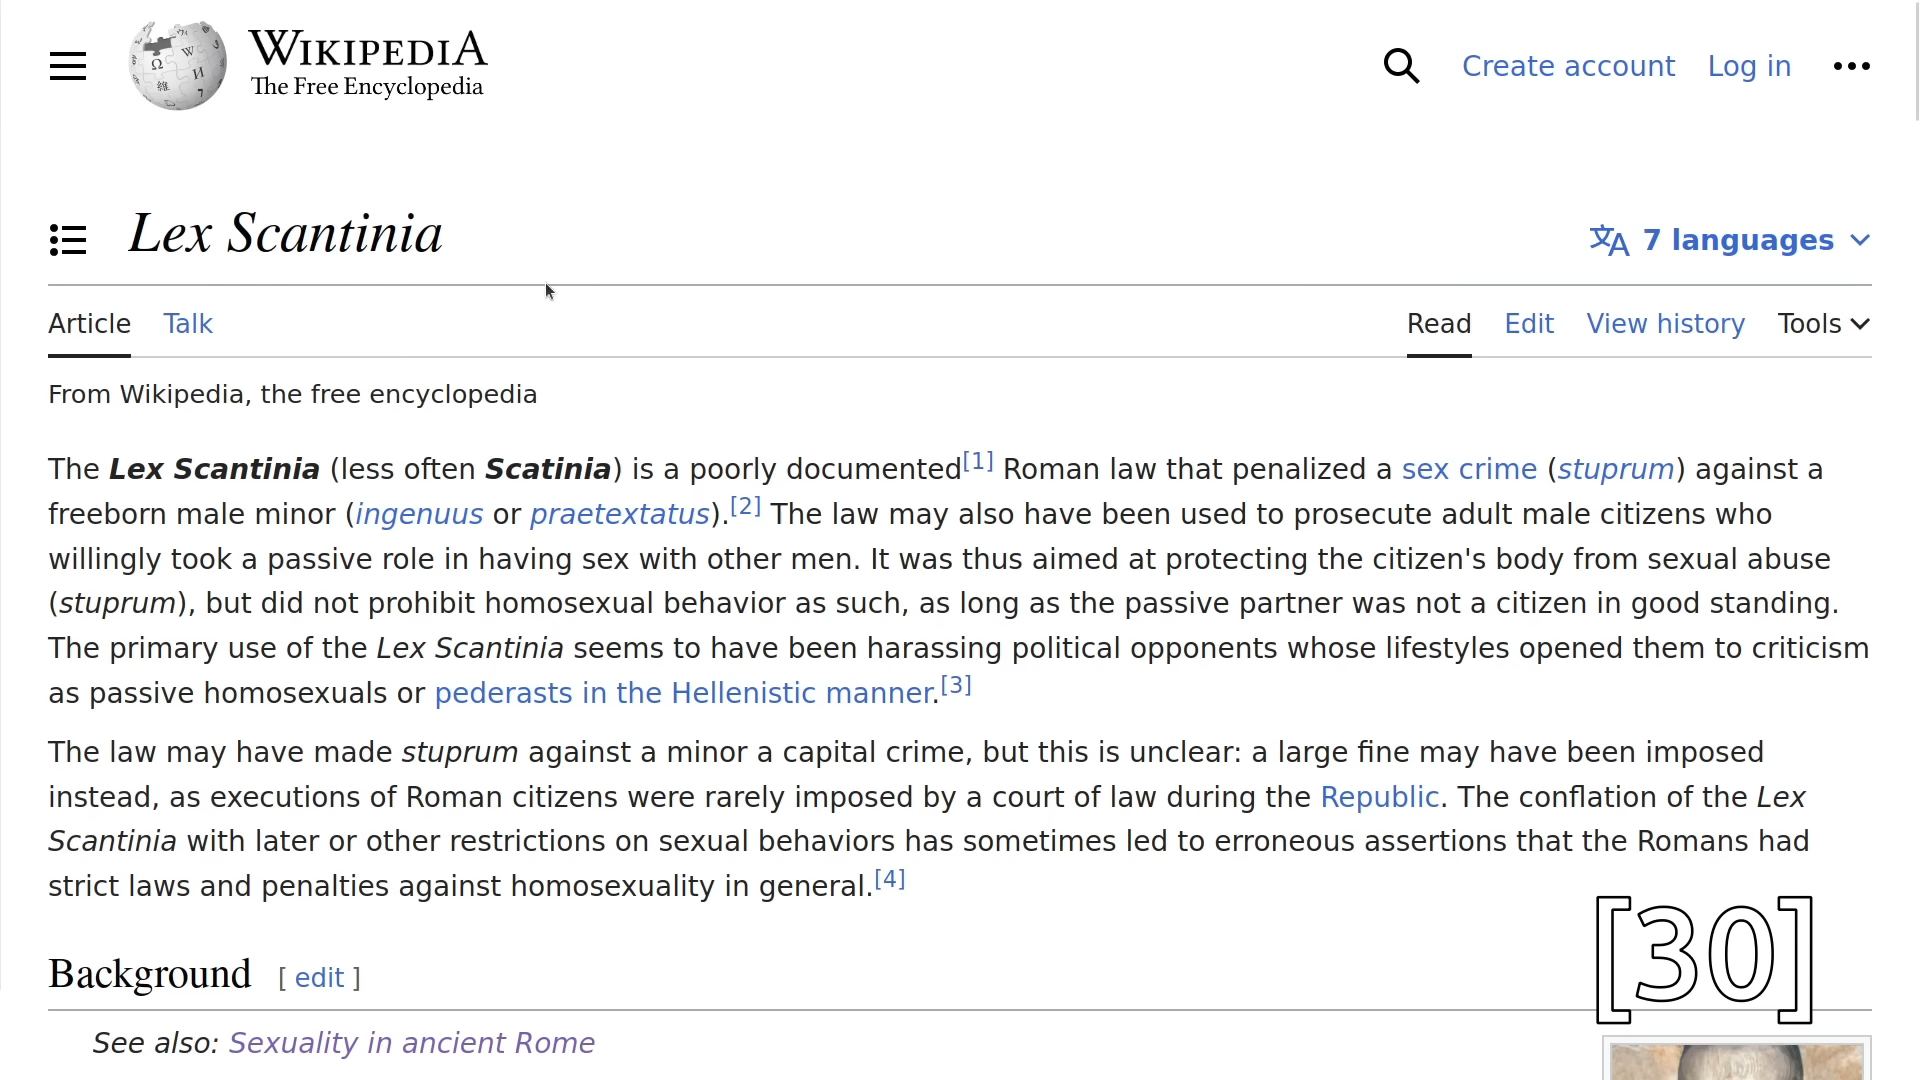 WIKIPEDIA
The Free Encyclopedia
Create account Log in
Lex Scantinia
7 languages
Article Talk
Read Edit View history Tools
From Wikipedia, the free encyclopedia
The Lex Scantinia (less often Scatinia) is a poorly documented[1] Roman law that penalized a sex crime (stuprum) against a
freeborn male minor (ingenuus or praetextatus).[2] The law may also have been used to prosecute adult male citizens who
willingly took a passive role in having sex with other men. It was thus aimed at protecting the citizen's body from sexual abuse
(stuprum), but did not prohibit homosexual behavior as such, as long as the passive partner was not a citizen in good standing.
The primary use of the Lex Scantinia seems to have been harassing political opponents whose lifestyles opened them to criticism
as passive homosexuals or pederasts in the Hellenistic manner.[3]
The law may have made stuprum against a minor a capital crime, but this is unclear: a large fine may have been imposed
instead, as executions of Roman citizens were rarely imposed by a court of law during the Republic. The conflation of the Lex
Scantinia with later or other restrictions on sexual behaviors has sometimes led to erroneous assertions that the Romans had
strict laws and penalties against homosexuality in general.[4]
[30]
Background [ edit ]
See also: Sexuality in ancient Rome